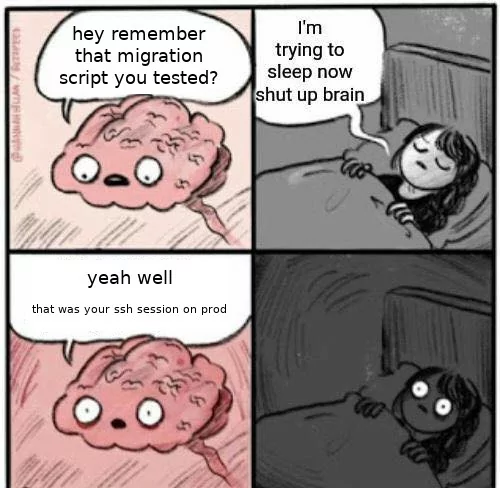 hey remember
that migration
script you tested?
I'm
trying to
sleep now
shut up brain
yeah well
that was your ssh session on prod